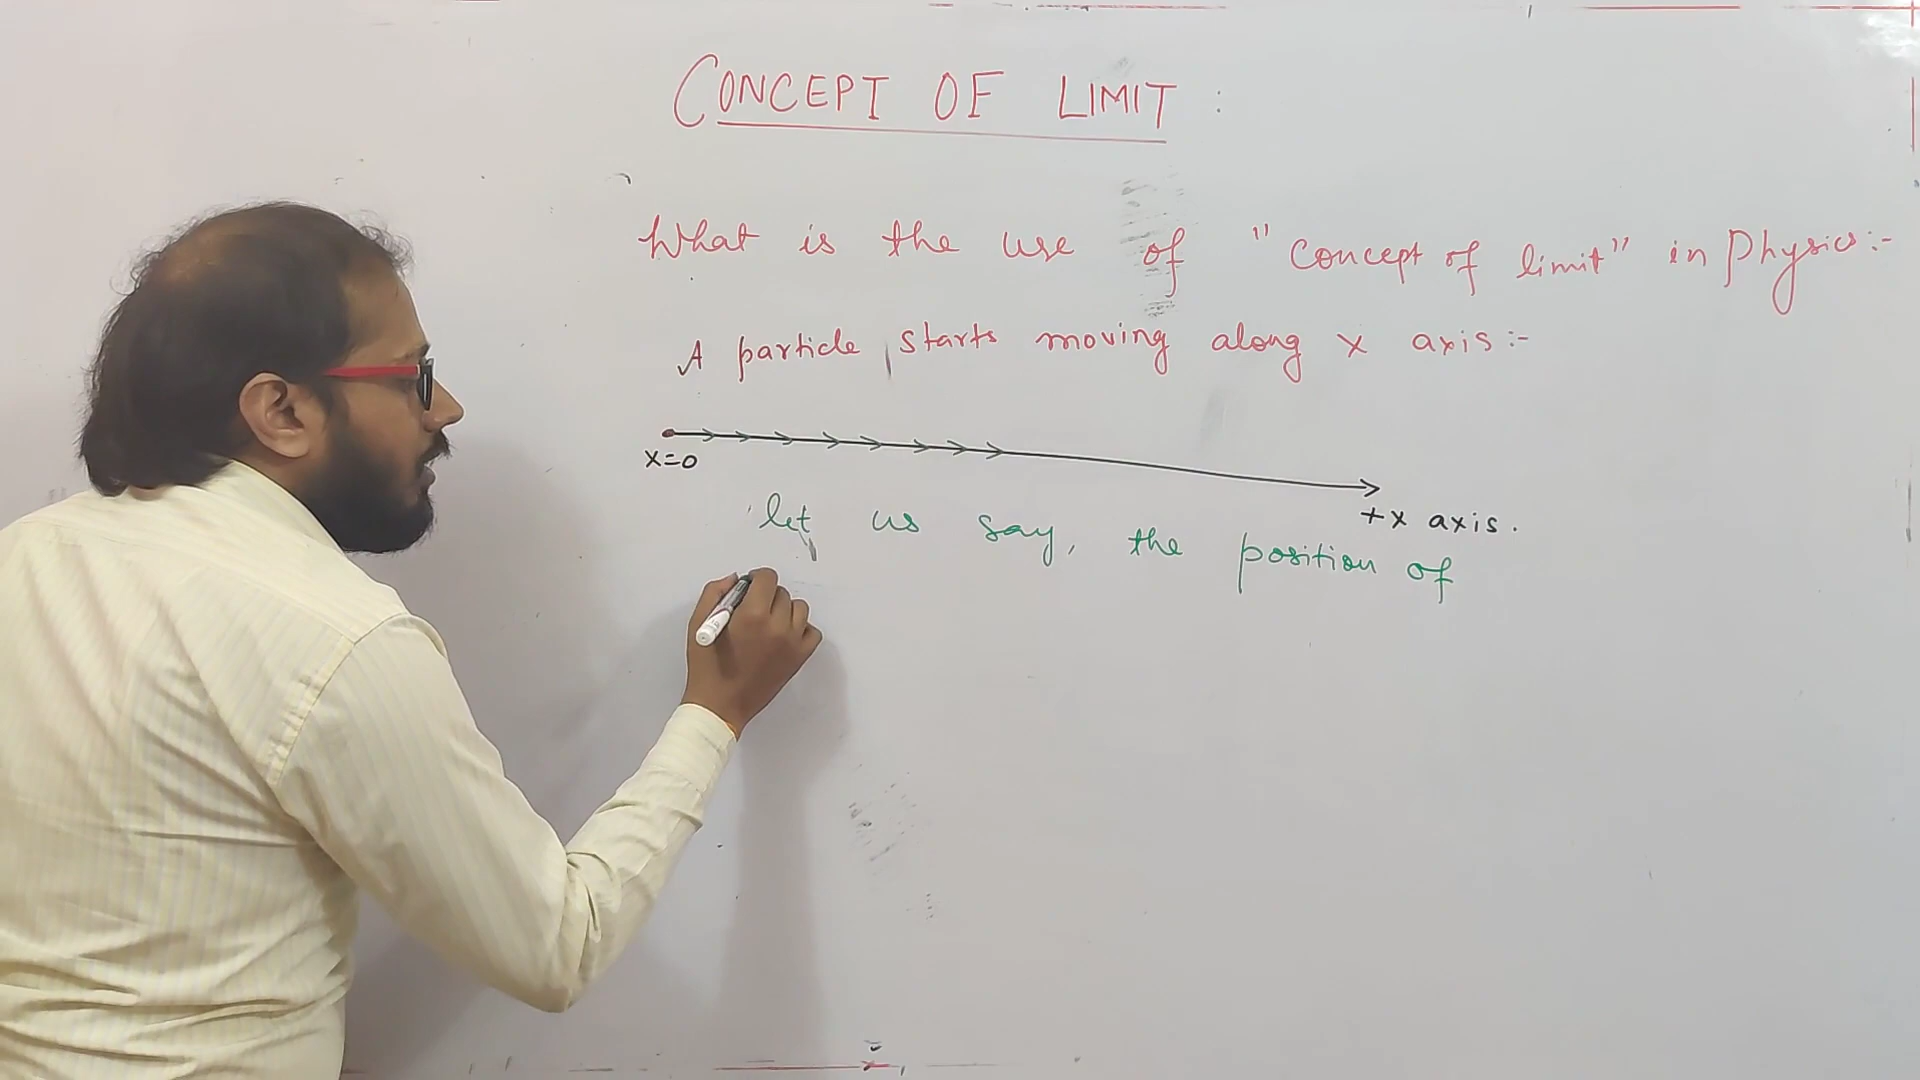 CONCEPT OF LIMIT :
What is the use of "Concept of limit" in Physics:-
A particle starts moving along x axis:-
x=0
+x axis.
let us say, the position of